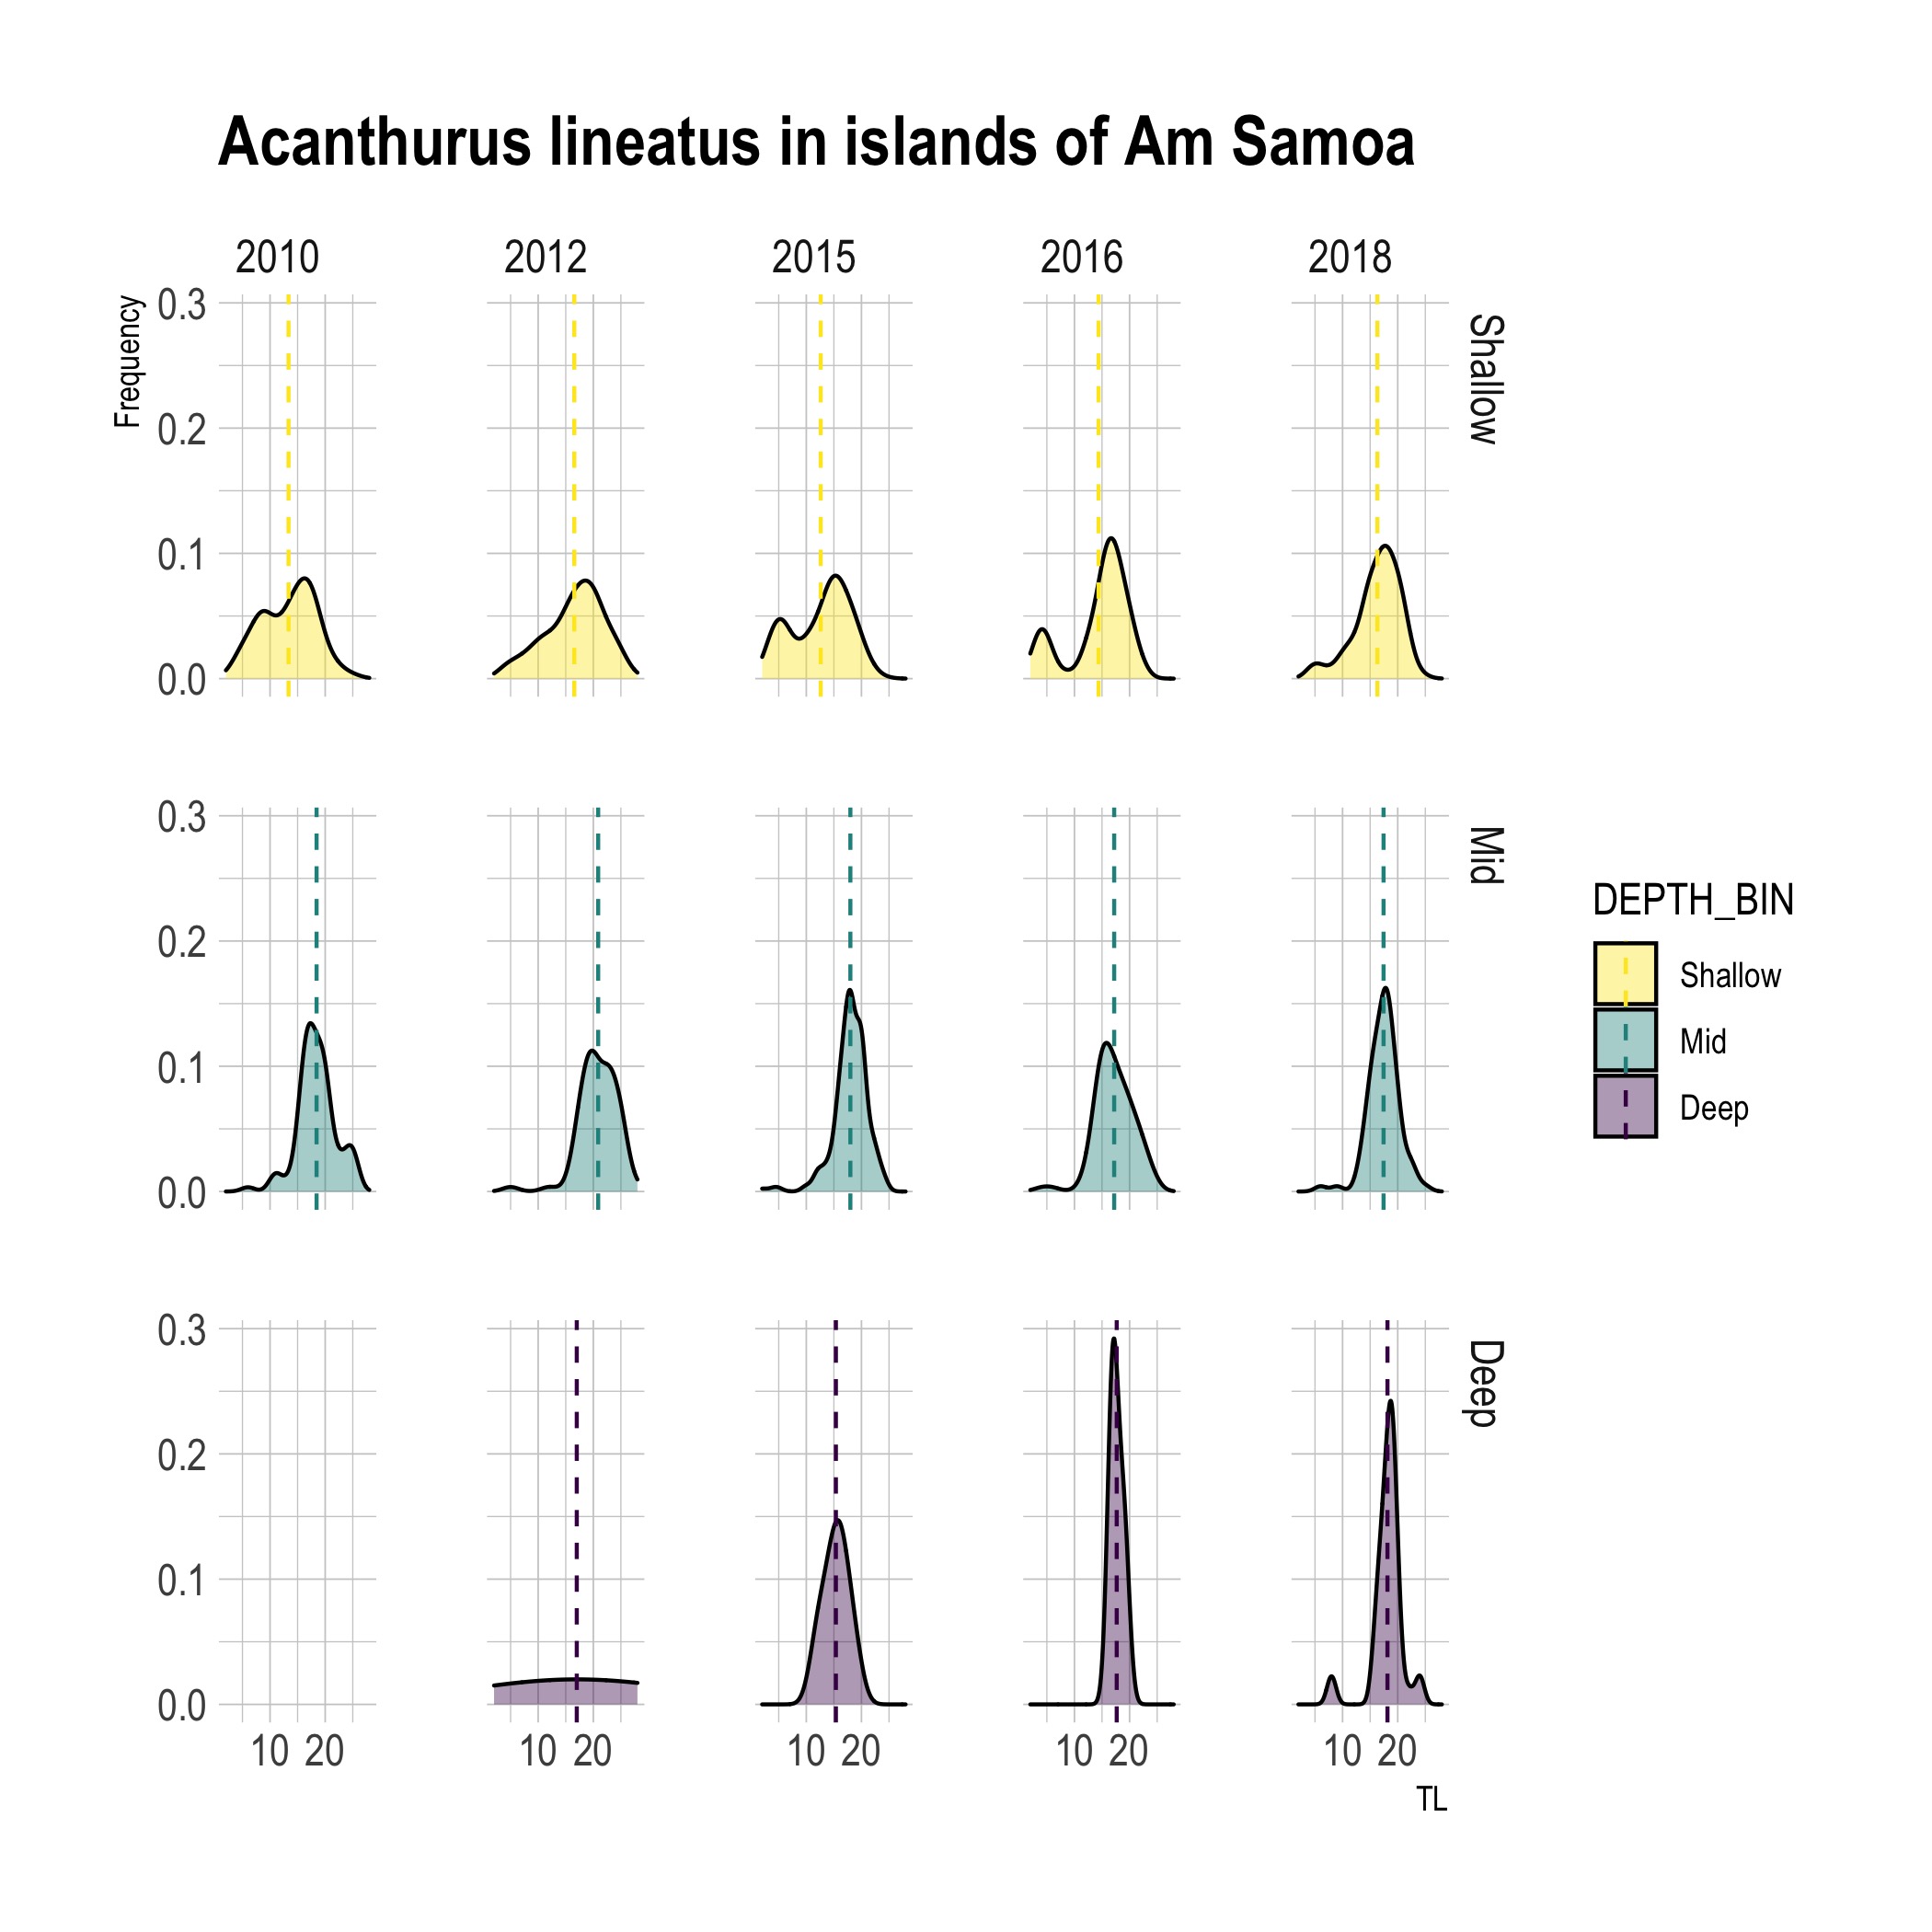 Acanthurus lineatus in islands of Am Samoa
2010 2012 2015 2016 2018
Frequency
0.3
0.2
0.1
0.0
Shallow
0.3
0.2
0.1
0.0
Mid
0.3
0.2
0.1
0.0
Deep
10 20 10 20 10 20 10 20 10 20
TL
DEPTH_BIN
Shallow
Mid
Deep